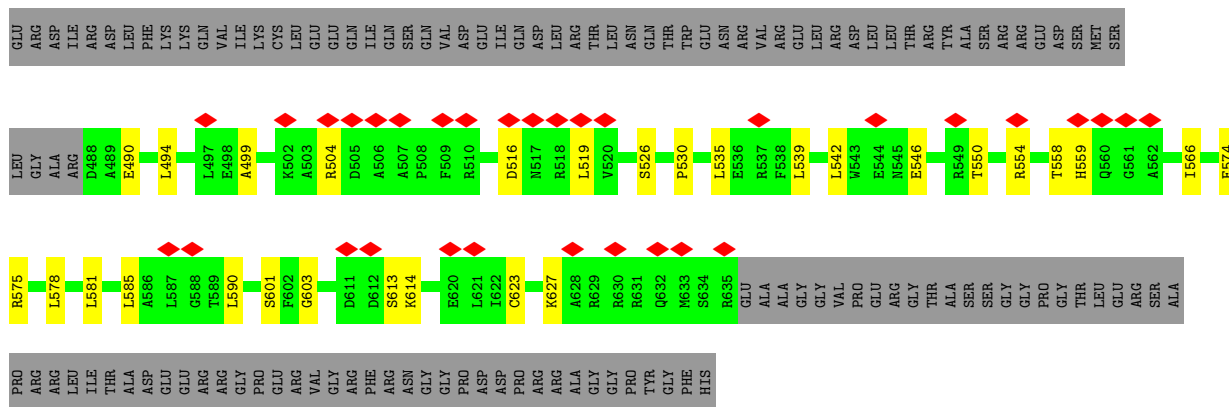 GLU ARG ASP ILE ARG ASP LEU PHE LYS LYS GLN VAL ILE LYS CYS LEU GLU GLU GLN ILE GLN SER GLN VAL ASP GLU ILE GLN ASP LEU ARG THR LEU ASN GLN THR TRP GLU ASN ARG VAL ARG GLU LEU ARG ASP LEU LEU THR ARG TYR ALA SER ARG ARG GLU ASP SER MET SER
LEU GLY ALA ARG D488 A489 E490 L494 L497 E498 A499 K502 A503 R504 D505 A506 A507 P508 F509 R510 D516 N517 R518 L519 V520 S526 P530 L535 E536 R537 F538 L539 L542 W543 E544 N545 E546 R549 T550 R554 T558 H559 Q560 G561 A562 I566
R575 L578 L581 L585 A586 L587 G588 T589 L590 S601 F602 G603 D611 D612 S613 K614 E620 L621 I622 C623 K627 A628 R629 R630 R631 Q632 M633 S634 R635 GLU ALA ALA GLY GLY VAL PRO GLU ARG GLY THR ALA SER SER GLY GLY PRO GLY THR LEU GLU ARG SER ALA
PRO ARG ARG LEU ILE THR ALA ASP GLU GLU ARG ARG GLY PRO GLU ARG VAL GLY ARG PHE ARG ASN GLY GLY PRO ASP ASP PRO ARG ARG ALA GLY GLY PRO TYR GLY PHE HIS